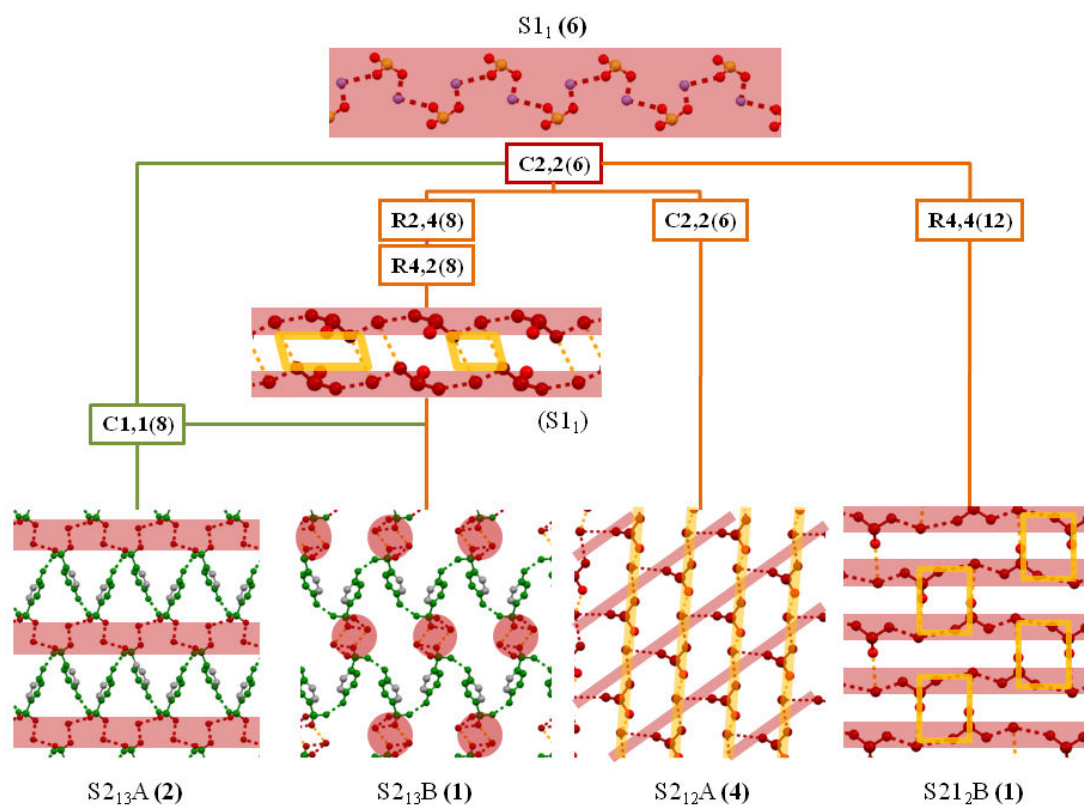 S1₁ (6)
C2,2(6)
R2,4(8)
C2,2(6)
R4,4(12)
R4,2(8)
C1,1(8)
(S1₁)
S2₁₃A (2)
S2₁₃B (1)
S2₁₂A (4)
S21₂B (1)